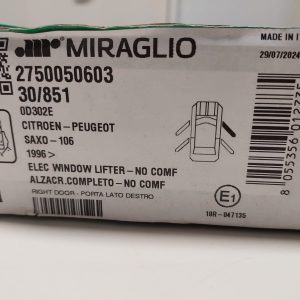 MIRAGLIO
2750050603
30/851
0D302E
CITROEN-PEUGEOT
SAXO-106
1996>
ELEC WINDOW LIFTER-NO COMF
ALZACR.COMPLETO-NO COMF
RIGHT DOOR - PORTA LATO DESTRO
MADE IN
29/07/2024
E1
10R-047135